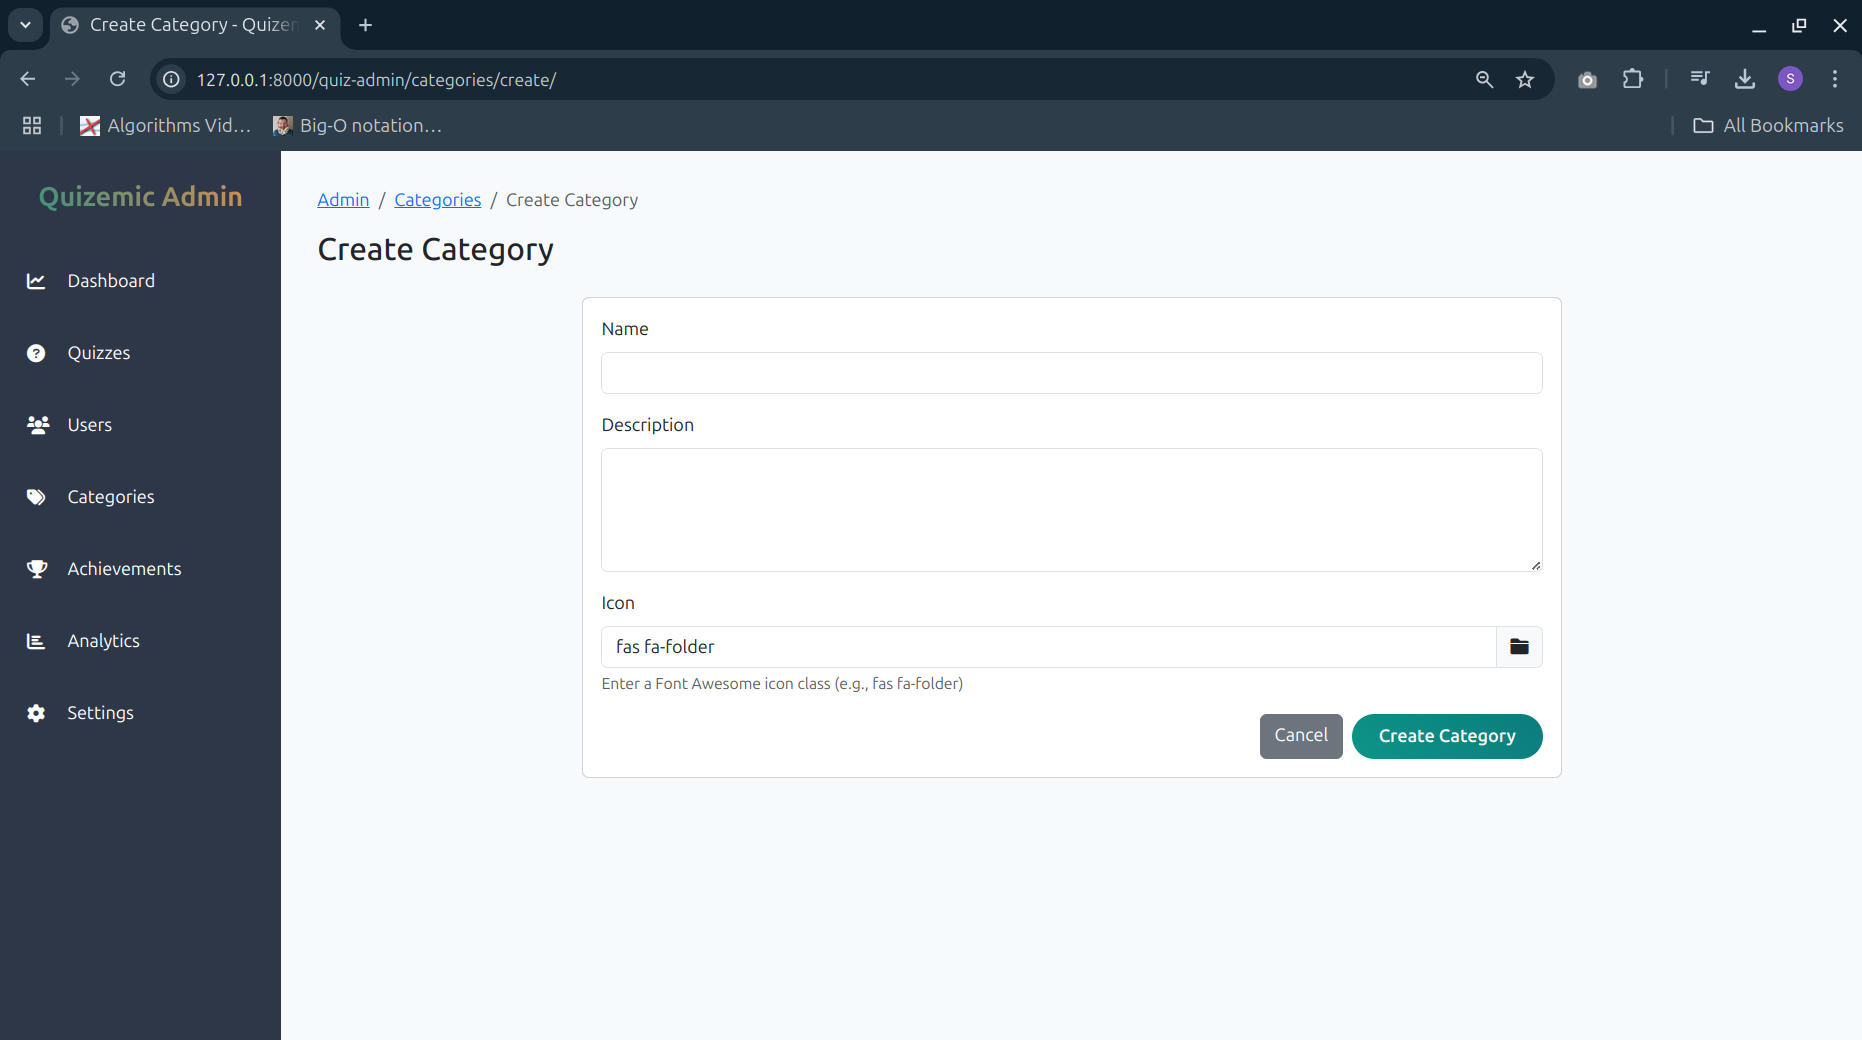 Create Category - Quizem
127.0.0.1:8000/quiz-admin/categories/create/
S
Algorithms Vid...
Big-O notation...
All Bookmarks
Quizemic Admin
Dashboard
Quizzes
Users
Categories
Achievements
Analytics
Settings
Admin / Categories / Create Category
Create Category
Name
Description
Icon
fas fa-folder
Enter a Font Awesome icon class (e.g., fas fa-folder)
Cancel
Create Category